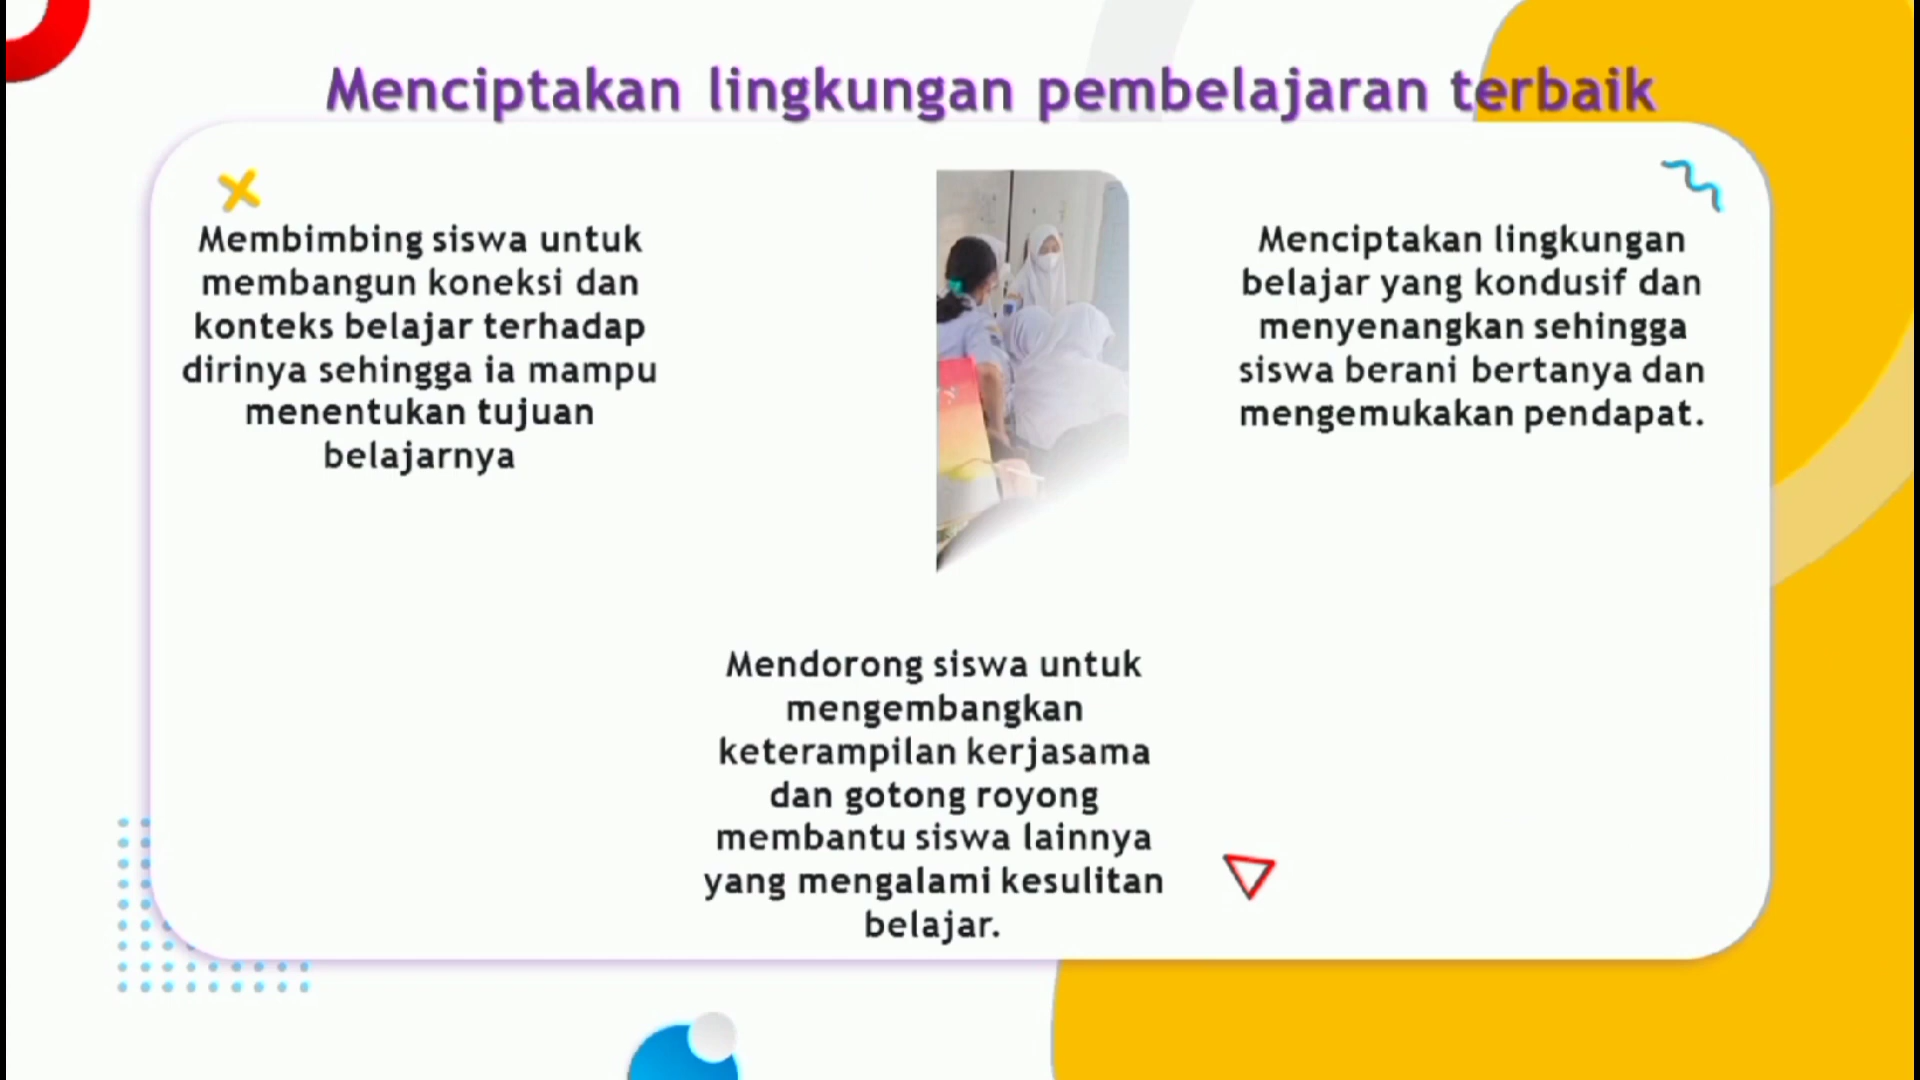 Menciptakan lingkungan pembelajaran terbaik
Membimbing siswa untuk
membangun koneksi dan
konteks belajar terhadap
dirinya sehingga ia mampu
menentukan tujuan
belajarnya
Menciptakan lingkungan
belajar yang kondusif dan
menyenangkan sehingga
siswa berani bertanya dan
mengemukakan pendapat.
Mendorong siswa untuk
mengembangkan
keterampilan kerjasama
dan gotong royong
membantu siswa lainnya
yang mengalami kesulitan
belajar.